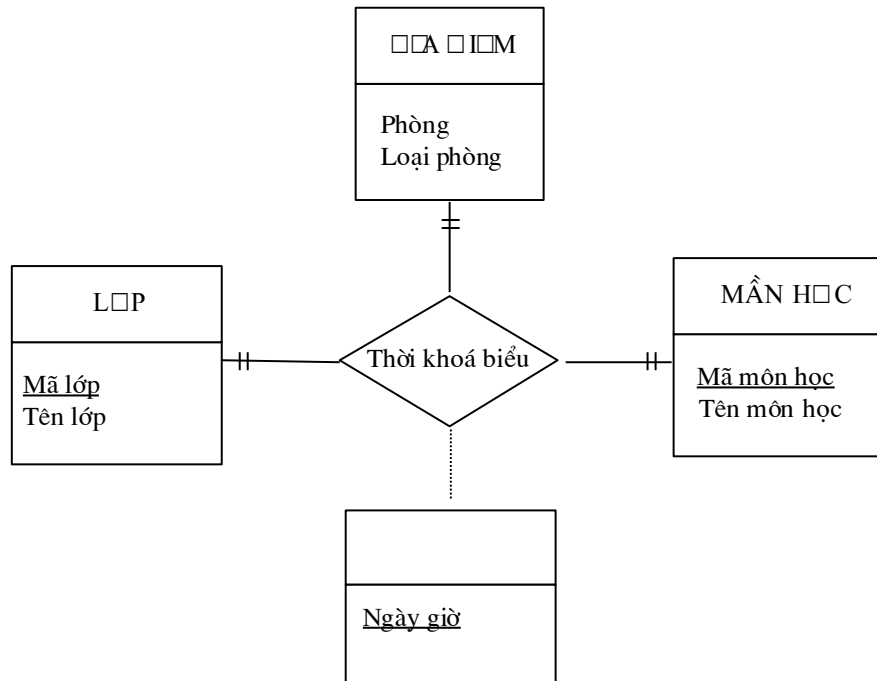 □□A □I□M
Phòng
Loại phòng
L□P
Mã lớp
Tên lớp
Thời khoá biểu
MẦN H□C
Mã môn học
Tên môn học
Ngày giờ